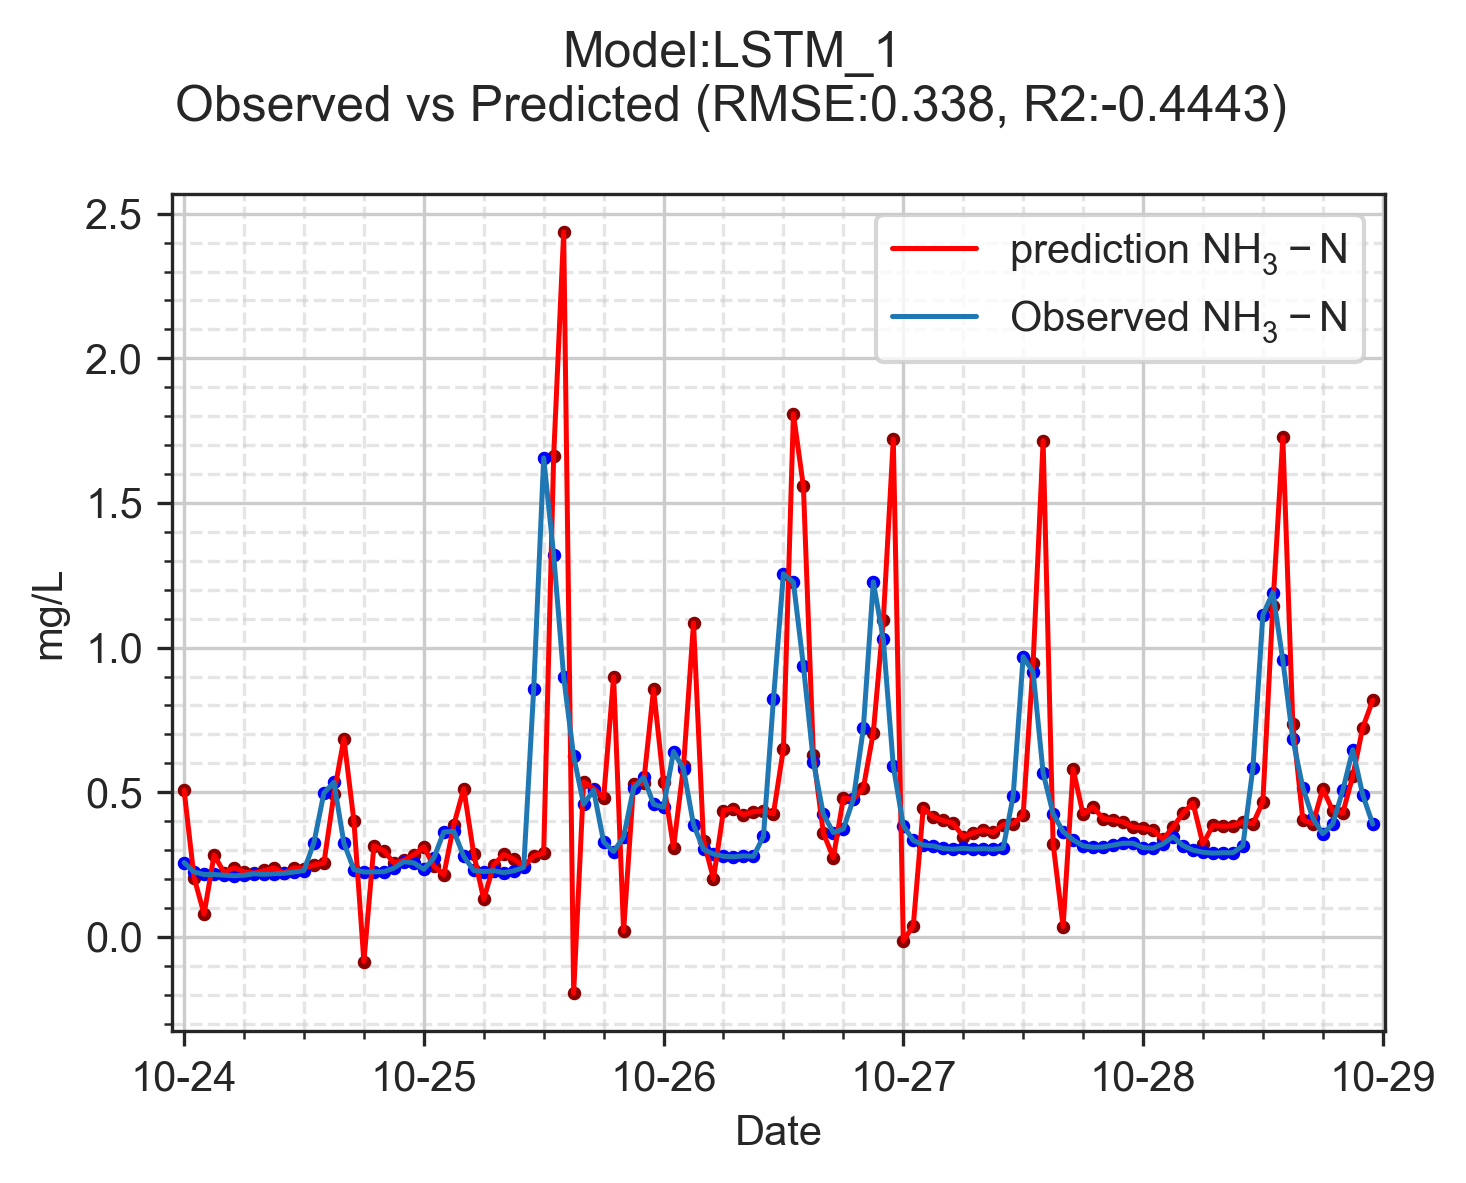 Model:LSTM_1
Observed vs Predicted (RMSE:0.338, R2:-0.4443)
prediction NH₃ − N
Observed NH₃ − N
2.5
2.0
1.5
1.0
0.5
0.0
mg/L
10-24 10-25 10-26 10-27 10-28 10-29
Date